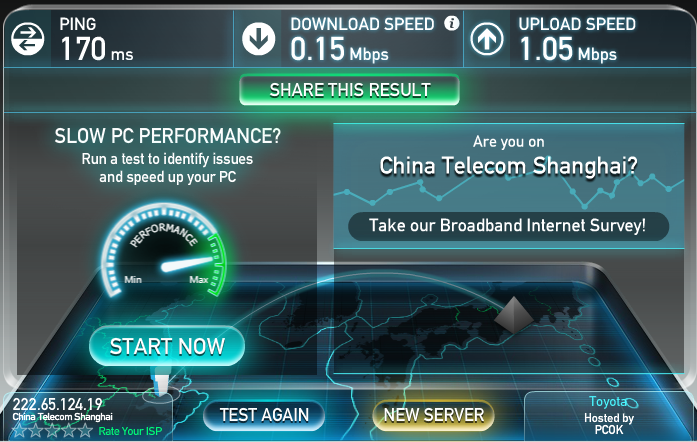 PING
170 ms
DOWNLOAD SPEED
0.15 Mbps
UPLOAD SPEED
1.05 Mbps
SHARE THIS RESULT
SLOW PC PERFORMANCE?
Run a test to identify issues
and speed up your PC
PERFORMANCE
Min Max
START NOW
Are you on
China Telecom Shanghai?
Take our Broadband Internet Survey!
222.65.124.19
China Telecom Shanghai
Rate Your ISP
TEST AGAIN
NEW SERVER
Toyota
Hosted by
PCOK